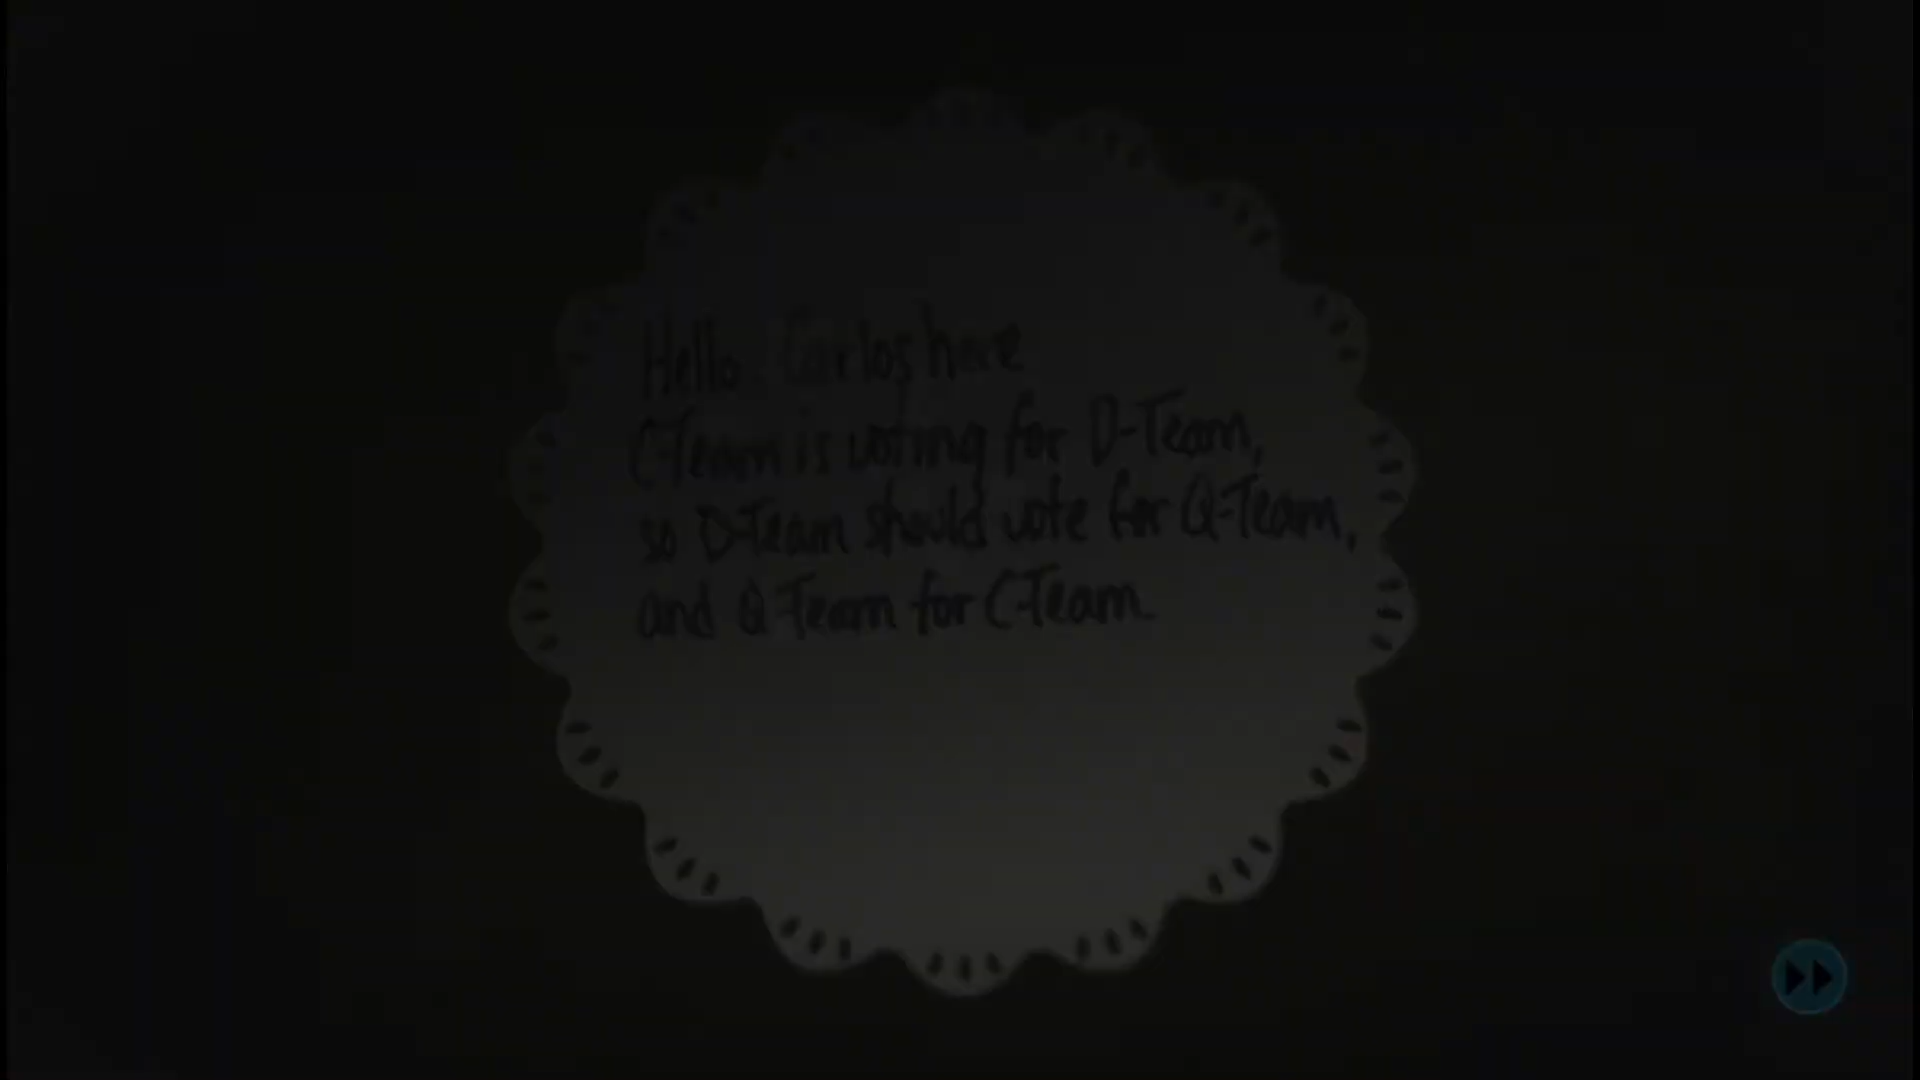 Hello Carlos here
C-Team is voting for D-Team,
so D-Team should vote for Q-Team,
and Q-Team for C-Team.